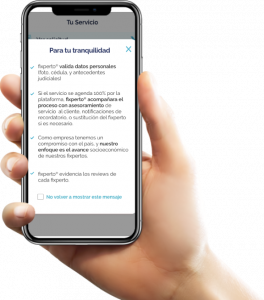 Tu Servicio
Para tu tranquilidad
X
fixperto® valida datos personales
(foto, cédula, y antecedentes
judiciales)
Si el servicio se agenda 100% por la
plataforma; fixperto® acompañara el
proceso con asesoramiento de
servicio al cliente, notificaciones de
recordatorio, o sustitución del fixperto
si es necesario.
Como empresa tenemos un
compromiso con el país, y nuestro
enfoque es el avance socioeconómico
de nuestros fixpertos.
fixperto® evidencia los reviews de
cada fixperto.
No volver a mostrar este mensaje